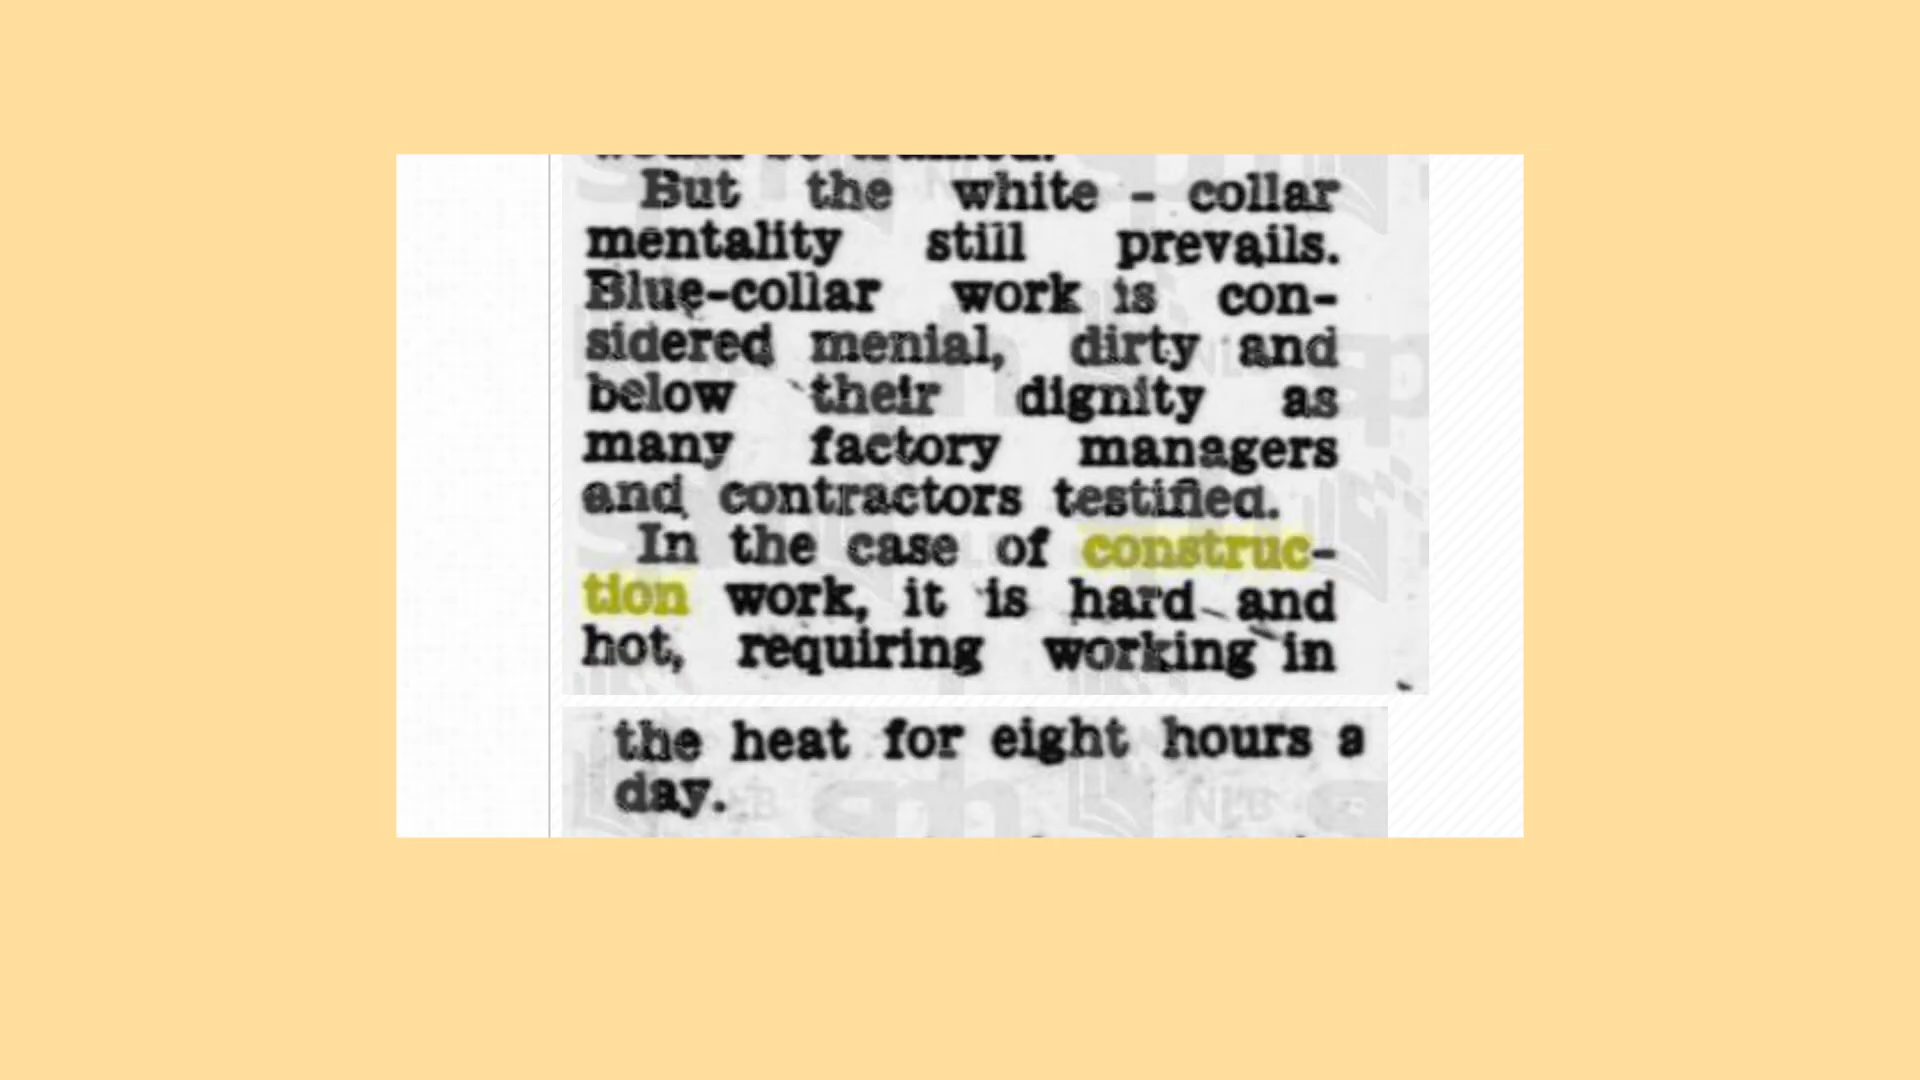 But the white - collar
mentality still prevails.
Blue-collar work is con-
sidered menial, dirty and
below their dignity as
many factory managers
and contractors testified.
In the case of construc-
tion work, it is hard and
hot, requiring working in
the heat for eight hours a
day.
NLB